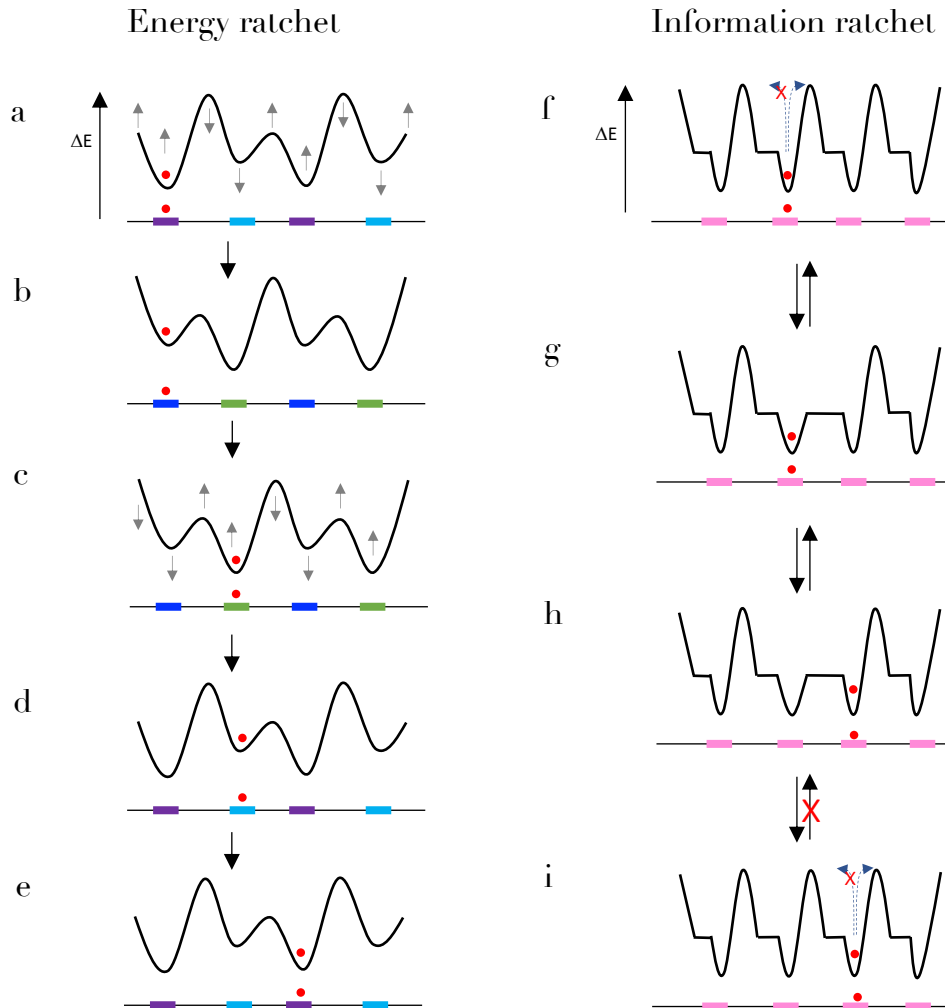 Energy ratchet
a
ΔE
b
c
d
e
Information ratchet
f
X
ΔE
g
h
X
i
X